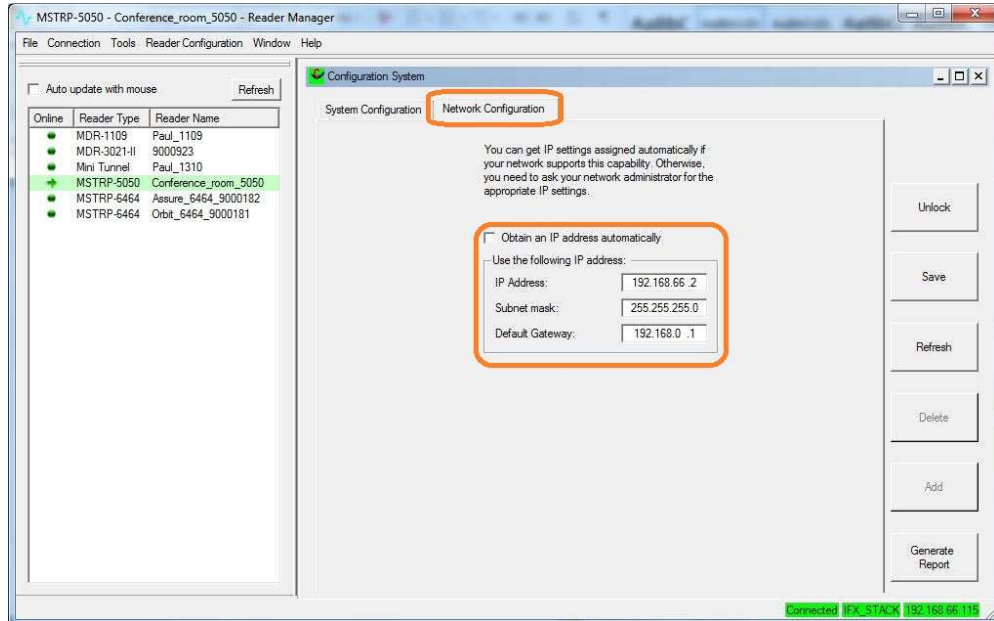 MSTRP-5050 - Conference_room_5050 - Reader Manager
File Connection Tools Reader Configuration Window Help
Auto update with mouse
Refresh
Online Reader Type Reader Name
MDR-1109 Paul_1109
MDR-3021-II 9000923
Mini Tunnel Paul_1310
MSTRP-5050 Conference_room_5050
MSTRP-6464 Assure_6464_9000182
MSTRP-6464 Orbit_6464_9000181
Configuration System
System Configuration Network Configuration
You can get IP settings assigned automatically if
your network supports this capability. Otherwise,
you need to ask your network administrator for the
appropriate IP settings.
Obtain an IP address automatically
Use the following IP address:
IP Address: 192.168.66 .2
Subnet mask: 255.255.255.0
Default Gateway: 192.168.0 .1
Unlock
Save
Refresh
Delete
Add
Generate
Report
Connected IFX_STACK 192.168.66.115